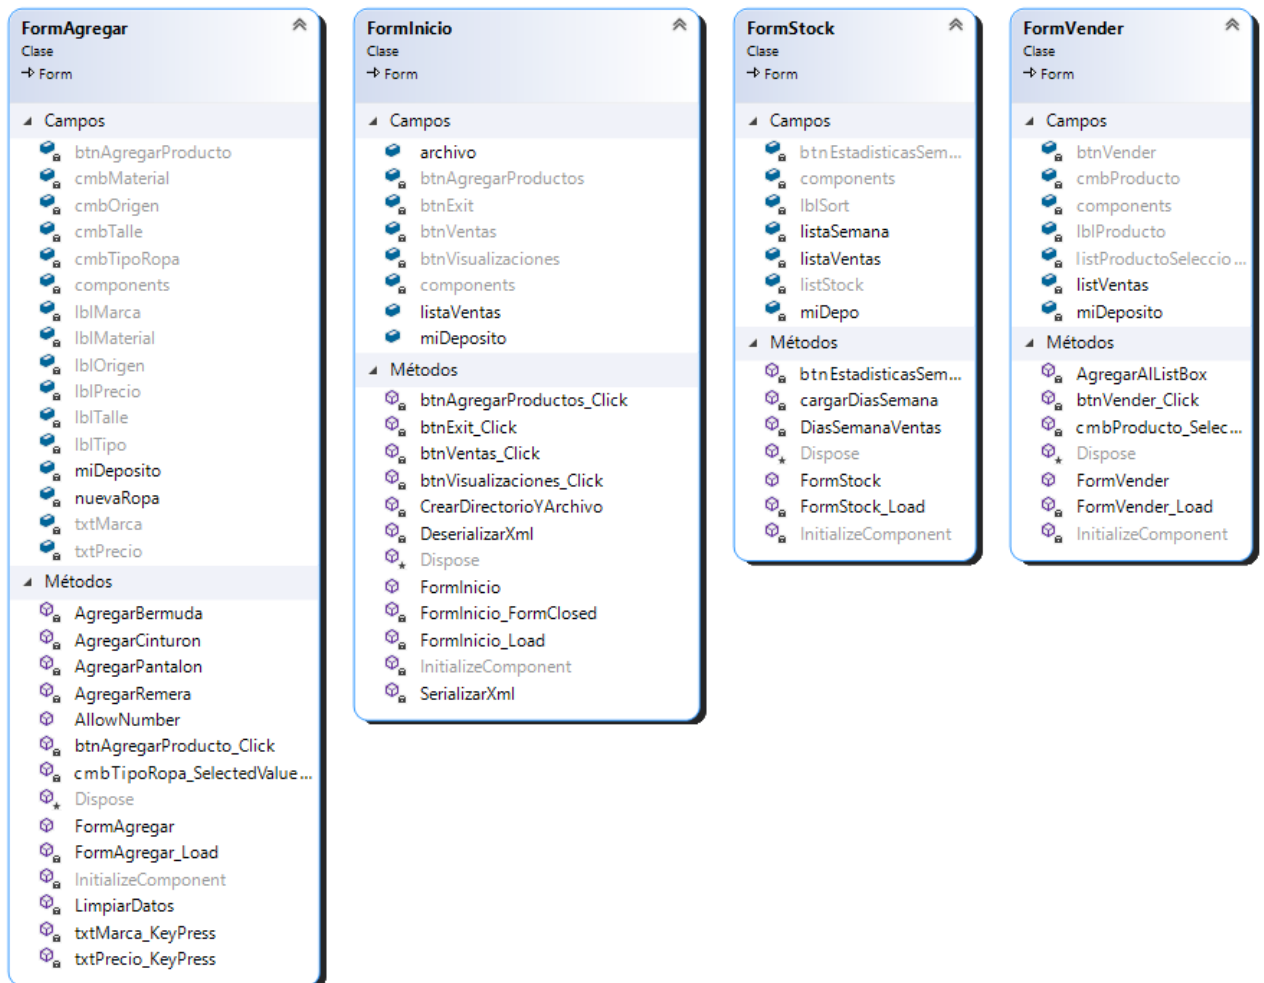 FormAgregar
Clase
Form
Campos
btnAgregarProducto
cmbMaterial
cmbOrigen
cmbTalle
cmbTipoRopa
components
lblMarca
lblMaterial
lblOrigen
lblPrecio
lblTalle
lblTipo
miDeposito
nuevaRopa
txtMarca
txtPrecio
Métodos
AgregarBermuda
AgregarCinturon
AgregarPantalon
AgregarRemera
AllowNumber
btnAgregarProducto_Click
cmbTipoRopa_SelectedValue...
Dispose
FormAgregar
FormAgregar_Load
InitializeComponent
LimpiarDatos
txtMarca_KeyPress
txtPrecio_KeyPress
FormInicio
Clase
Form
Campos
archivo
btnAgregarProductos
btnExit
btnVentas
btnVisualizaciones
components
listaVentas
miDeposito
Métodos
btnAgregarProductos_Click
btnExit_Click
btnVentas_Click
btnVisualizaciones_Click
CrearDirectorioYArchivo
DeserializarXml
Dispose
FormInicio
FormInicio_FormClosed
FormInicio_Load
InitializeComponent
SerializarXml
FormStock
Clase
Form
Campos
btnEstadisticasSem...
components
lblSort
listaSemana
listaVentas
listStock
miDepo
Métodos
btnEstadisticasSem...
cargarDiasSemana
DiasSemanaVentas
Dispose
FormStock
FormStock_Load
InitializeComponent
FormVender
Clase
Form
Campos
btnVender
cmbProducto
components
lblProducto
listProductoSeleccio...
listVentas
miDeposito
Métodos
AgregarAlListBox
btnVender_Click
cmbProducto_Selec...
Dispose
FormVender
FormVender_Load
InitializeComponent